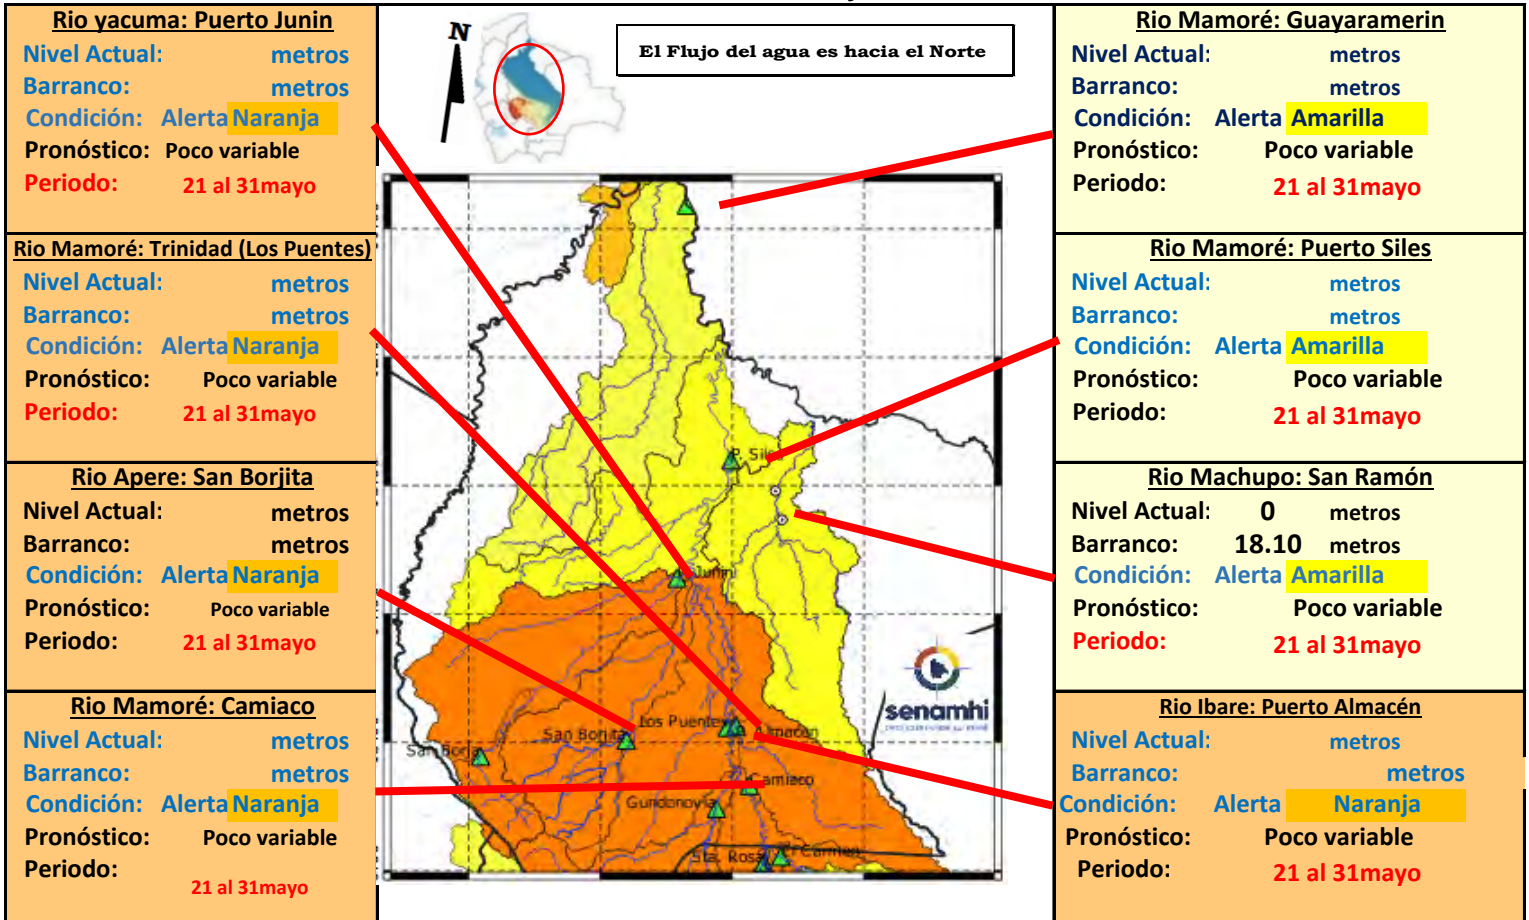 Rio yacuma: Puerto Junin
Nivel Actual: metros
Barranco: metros
Condición: Alerta Naranja
Pronóstico: Poco variable
Periodo: 21 al 31mayo
Rio Mamoré: Trinidad (Los Puentes)
Nivel Actual: metros
Barranco: metros
Condición: Alerta Naranja
Pronóstico: Poco variable
Periodo: 21 al 31mayo
Rio Apere: San Borjita
Nivel Actual: metros
Barranco: metros
Condición: Alerta Naranja
Pronóstico: Poco variable
Periodo: 21 al 31mayo
Rio Mamoré: Camiaco
Nivel Actual: metros
Barranco: metros
Condición: Alerta Naranja
Pronóstico: Poco variable
Periodo:
21 al 31mayo
N
El Flujo del agua es hacia el Norte
P. Siles
Junin
Los Puentes
P. Almacén
San Borjita
San Borja
Camiaco
Gundonovia
Sta. Rosa
El Carmen
senamhi
Rio Mamoré: Guayaramerin
Nivel Actual: metros
Barranco: metros
Condición: Alerta Amarilla
Pronóstico: Poco variable
Periodo: 21 al 31mayo
Rio Mamoré: Puerto Siles
Nivel Actual: metros
Barranco: metros
Condición: Alerta Amarilla
Pronóstico: Poco variable
Periodo: 21 al 31mayo
Rio Machupo: San Ramón
Nivel Actual: 0 metros
Barranco: 18.10 metros
Condición: Alerta Amarilla
Pronóstico: Poco variable
Periodo: 21 al 31mayo
Rio Ibare: Puerto Almacén
Nivel Actual: metros
Barranco: metros
Condición: Alerta Naranja
Pronóstico: Poco variable
Periodo: 21 al 31mayo